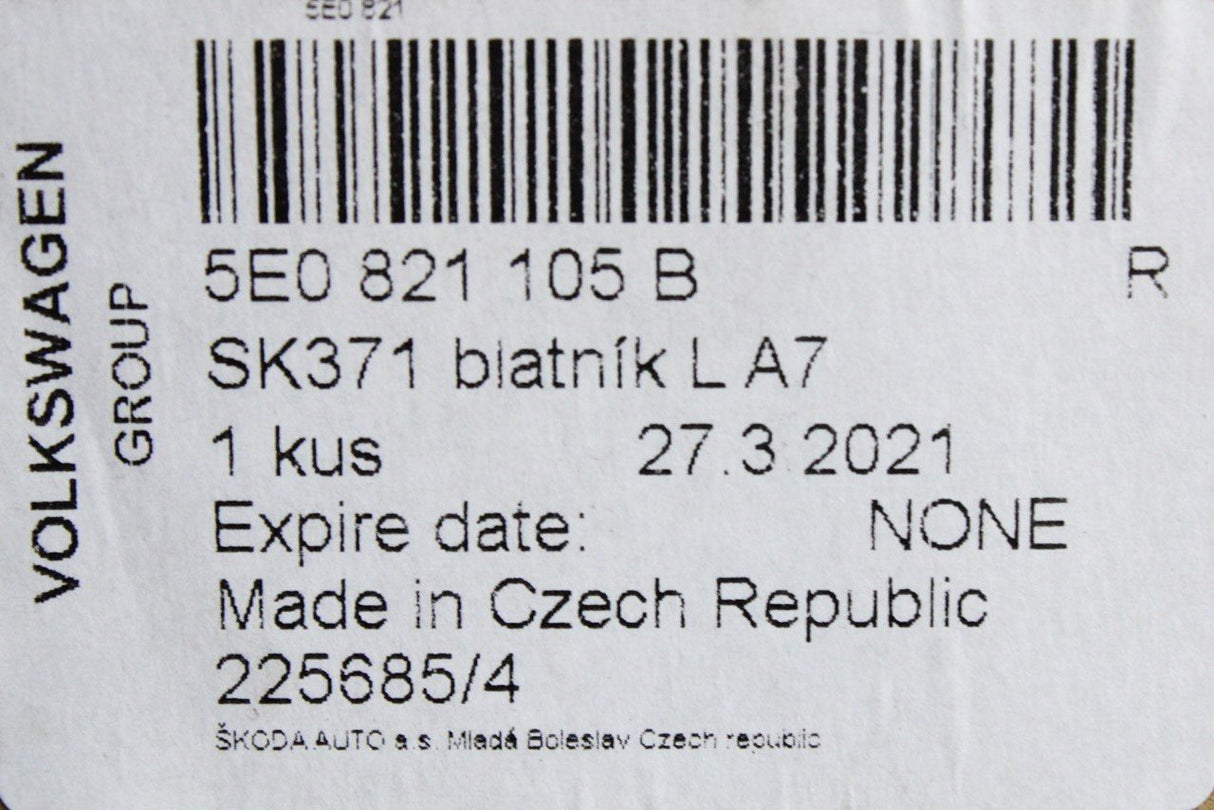 5E0 821
VOLKSWAGEN
GROUP
5E0 821 105 B R
SK371 blatník L A7
1 kus 27.3.2021
Expire date: NONE
Made in Czech Republic
225685/4
ŠKODA AUTO a.s. Mladá Boleslav Czech republic